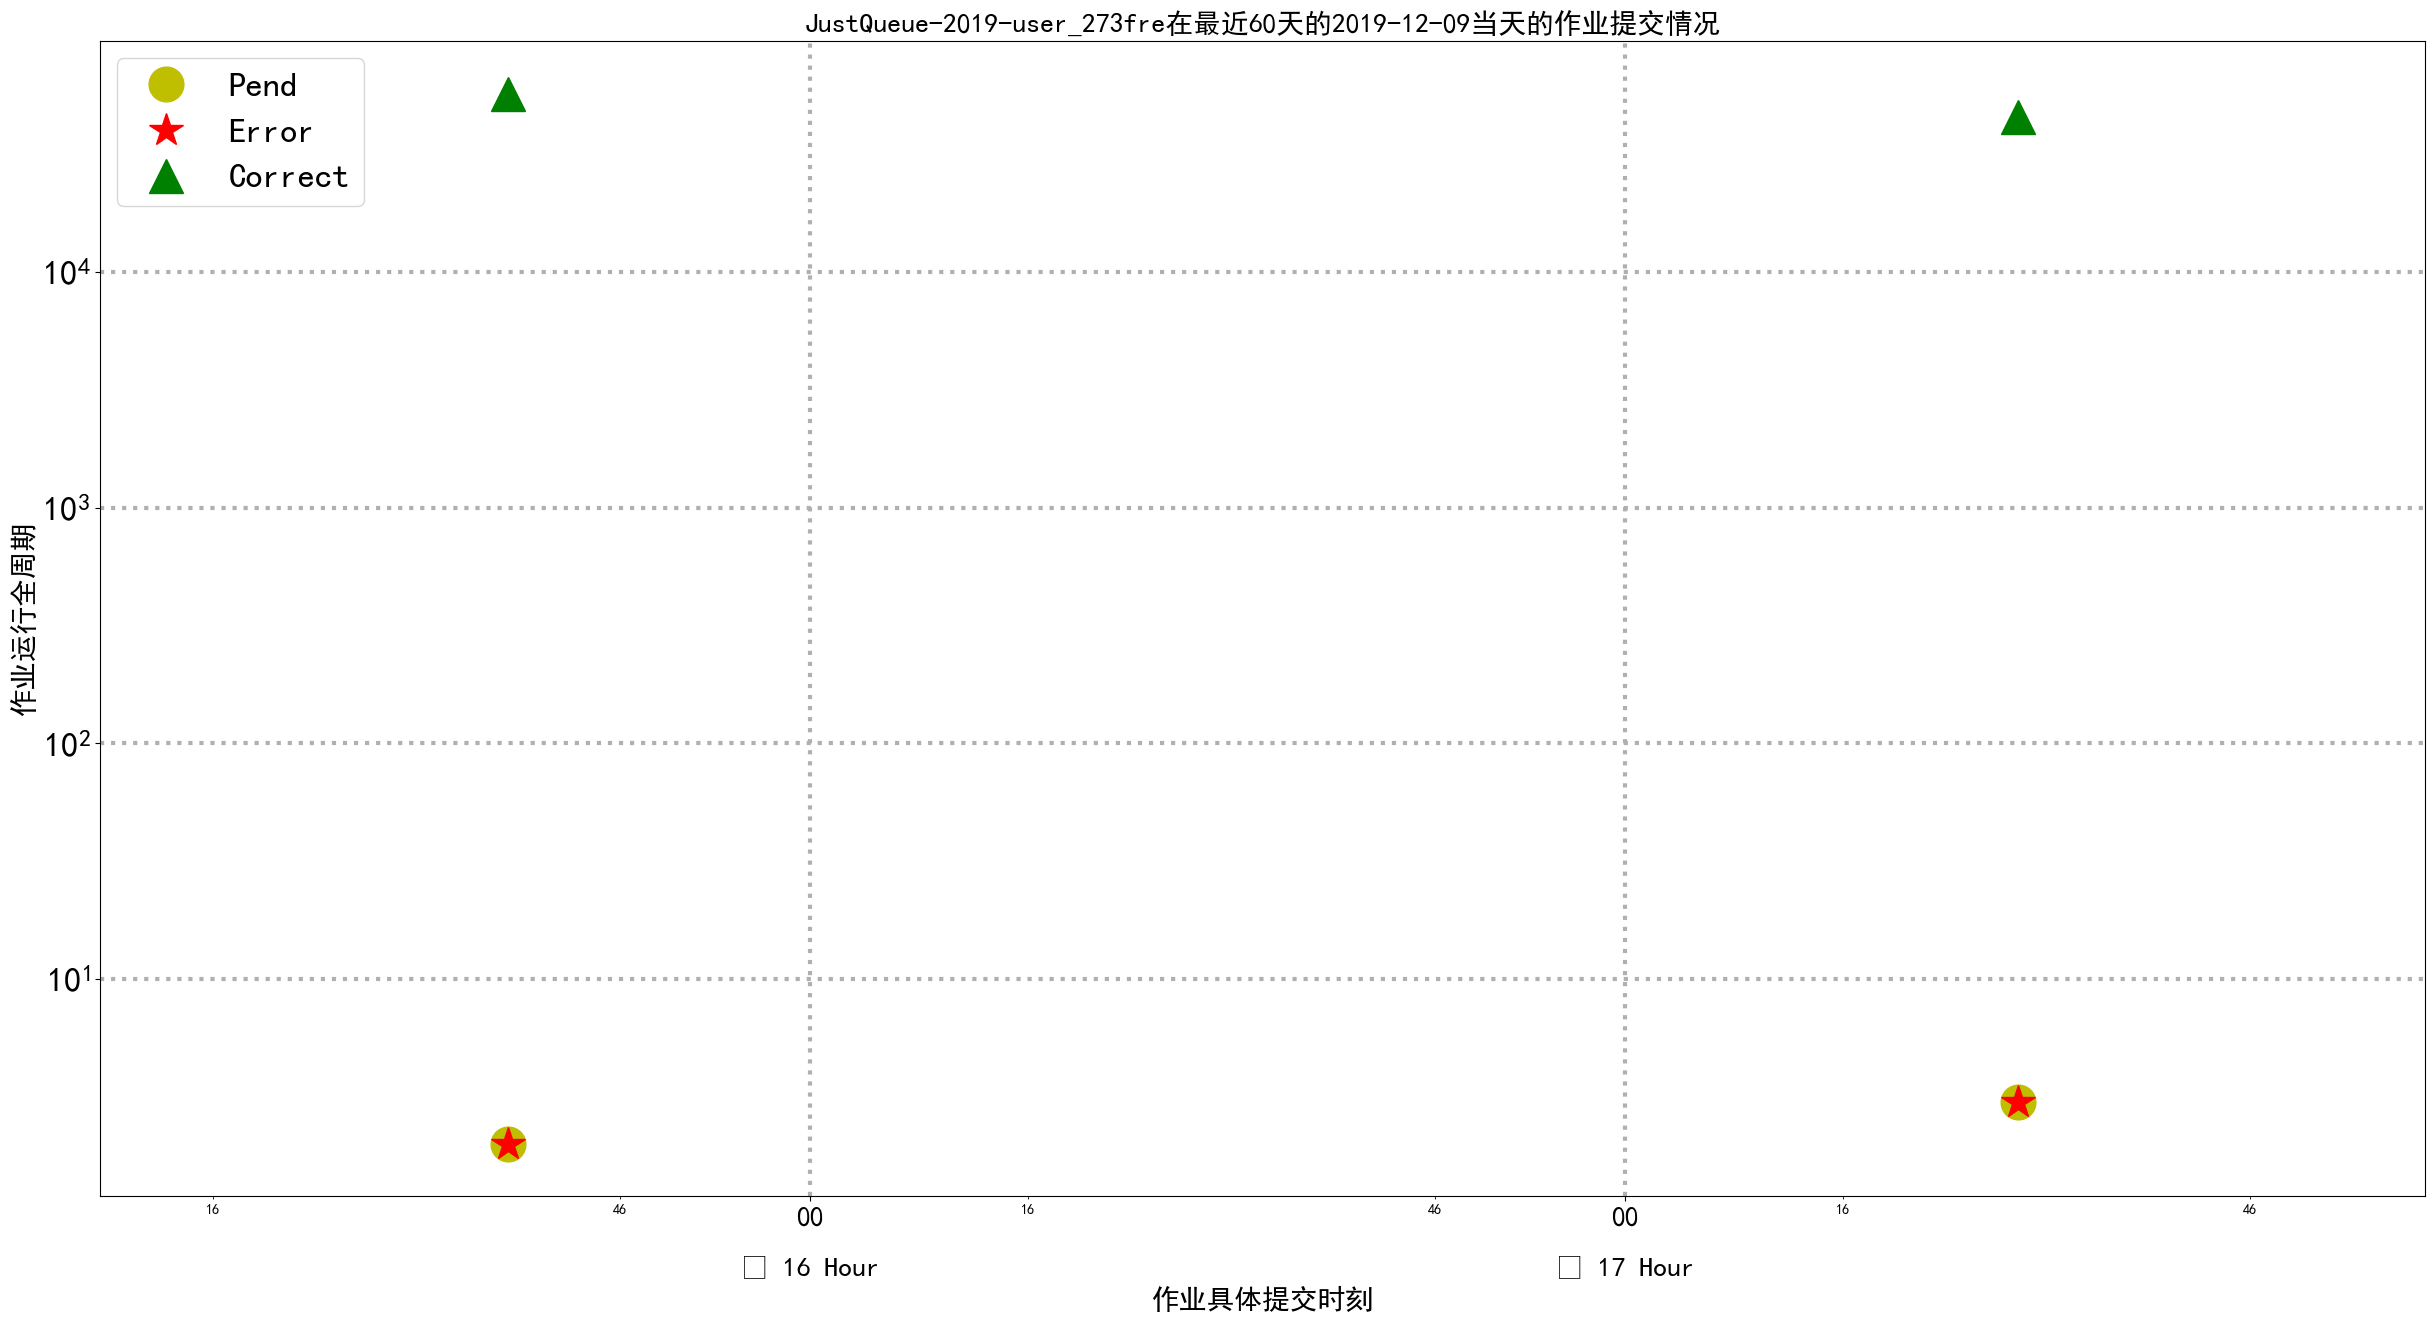 JustQueue-2019-user_273fre在最近60天的2019-12-09当天的作业提交情况
Pend
Error
Correct
10⁴
10³
10²
10¹
作业运行全周期
16 46 00 16 46 00 16 46
□ 16 Hour □ 17 Hour
作业具体提交时刻